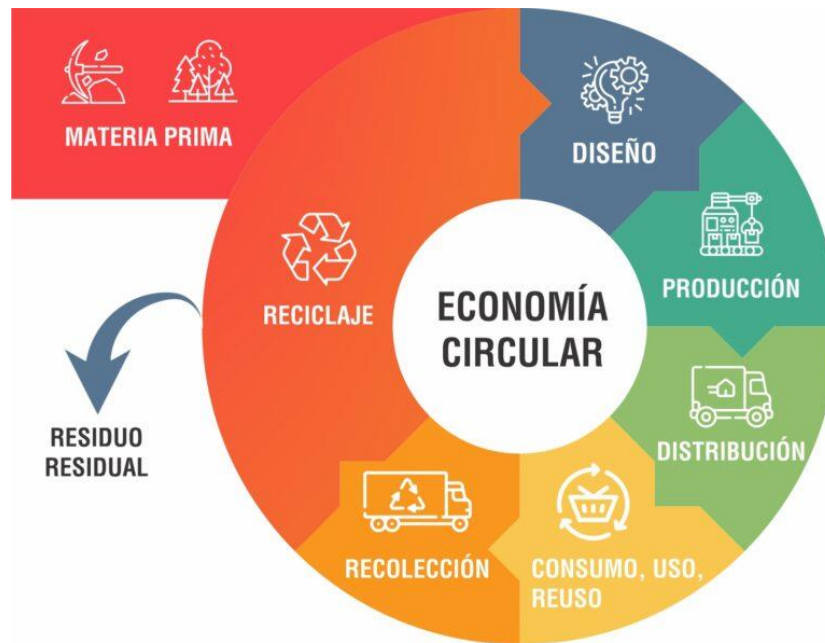 MATERIA PRIMA
DISEÑO
PRODUCCIÓN
RECICLAJE
ECONOMÍA
CIRCULAR
DISTRIBUCIÓN
RESIDUO
RESIDUAL
RECOLECCIÓN
CONSUMO, USO,
REUSO